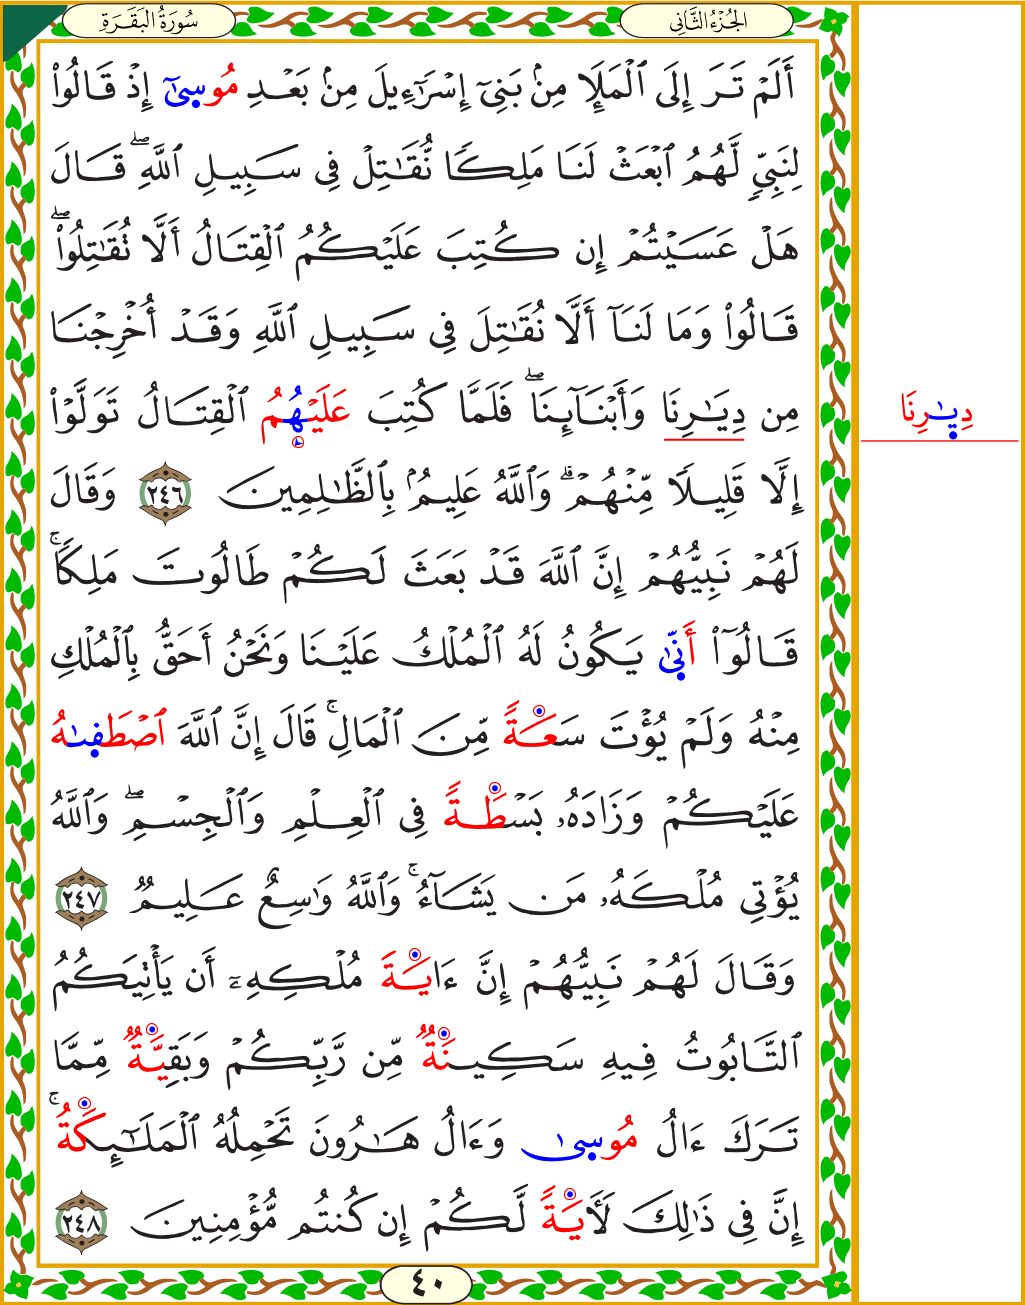 سُورَةُ البَقَرَةِ
الجُزْءُ الثَّانِي
أَلَمۡ تَرَ إِلَى ٱلۡمَلَإِ مِنۢ بَنِيٓ إِسۡرَٰٓءِيلَ مِنۢ بَعۡدِ مُوسِىٰٓ إِذۡ قَالُواْ
لِنَبِيّٖ لَّهُمُ ٱبۡعَثۡ لَنَا مَلِكٗا نُّقَٰتِلۡ فِي سَبِيلِ ٱللَّهِۖ قَالَ
هَلۡ عَسَيۡتُمۡ إِن كُتِبَ عَلَيۡكُمُ ٱلۡقِتَالُ أَلَّا تُقَٰتِلُواْۖ
قَالُواْ وَمَا لَنَآ أَلَّا نُقَٰتِلَ فِي سَبِيلِ ٱللَّهِ وَقَدۡ أُخۡرِجۡنَا
مِن دِيَٰرِنَا وَأَبۡنَآئِنَاۖ فَلَمَّا كُتِبَ عَلَيۡهُمُ ٱلۡقِتَالُ تَوَلَّوۡاْ
دِيٰٜرِنَا
إِلَّا قَلِيلٗا مِّنۡهُمۡۚ وَٱللَّهُ عَلِيمُۢ بِٱلظَّٰلِمِينَ ٢٤٦ وَقَالَ
لَهُمۡ نَبِيُّهُمۡ إِنَّ ٱللَّهَ قَدۡ بَعَثَ لَكُمۡ طَالُوتَ مَلِكٗاۚ
قَالُوٓاْ أَنّٜىٰ يَكُونُ لَهُ ٱلۡمُلۡكُ عَلَيۡنَا وَنَحۡنُ أَحَقُّ بِٱلۡمُلۡكِ
مِنۡهُ وَلَمۡ يُؤۡتَ سَعَةٗ مِّنَ ٱلۡمَالِۚ قَالَ إِنَّ ٱللَّهَ ٱصۡطَفٜىٰهُ
عَلَيۡكُمۡ وَزَادَهُۥ بَسۡطَةٗ فِي ٱلۡعِلۡمِ وَٱلۡجِسۡمِۖ وَٱللَّهُ
يُؤۡتِي مُلۡكَهُۥ مَن يَشَآءُۚ وَٱللَّهُ وَٰسِعٌ عَلِيمٞ ٢٤٧
وَقَالَ لَهُمۡ نَبِيُّهُمۡ إِنَّ ءَايَةَ مُلۡكِهِۦٓ أَن يَأۡتِيَكُمُ
ٱلتَّابُوتُ فِيهِ سَكِينَةٞ مِّن رَّبِّكُمۡ وَبَقِيَّةٞ مِّمَّا
تَرَكَ ءَالُ مُوسٜىٰ وَءَالُ هَٰرُونَ تَحۡمِلُهُ ٱلۡمَلَٰٓئِكَةُۚ
إِنَّ فِي ذَٰلِكَ لَأٓيَةٗ لَّكُمۡ إِن كُنتُم مُّؤۡمِنِينَ ٢٤٨
٤٠